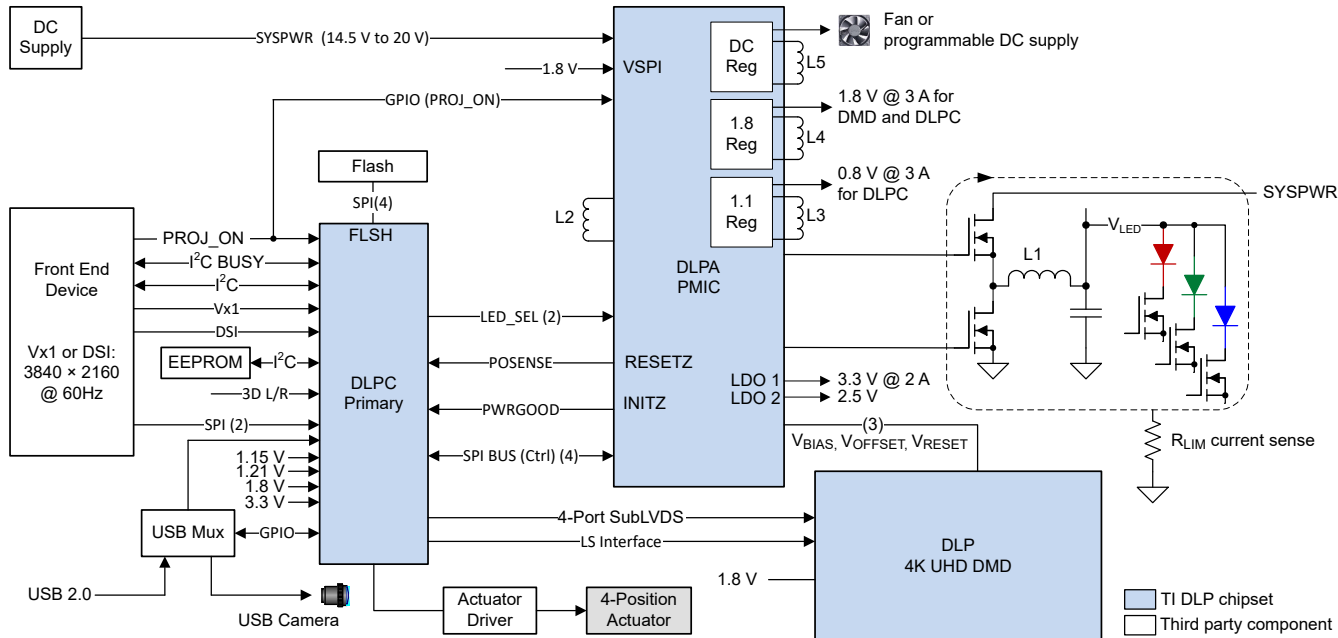 DC
Supply
SYSPWR (14.5 V to 20 V)
1.8 V
VSPI
GPIO (PROJ_ON)
DC
Reg
L5
Fan or
programmable DC supply
1.8
Reg
L4
1.8 V @ 3 A for
DMD and DLPC
1.1
Reg
L3
0.8 V @ 3 A
for DLPC
L2
DLPA
PMIC
Flash
SPI(4)
FLSH
Front End
Device
Vx1 or DSI:
3840 × 2160
@ 60Hz
PROJ_ON
I²C BUSY
I²C
Vx1
DSI
EEPROM
I²C
3D L/R
SPI (2)
1.15 V
1.21 V
1.8 V
3.3 V
DLPC
Primary
LED_SEL (2)
POSENSE
RESETZ
PWRGOOD
INITZ
SPI BUS (Ctrl) (4)
LDO 1
3.3 V @ 2 A
LDO 2
2.5 V
(3)
VBIAS, VOFFSET, VRESET
SYSPWR
L1
VLED
RLIM current sense
USB Mux
GPIO
USB 2.0
USB Camera
4-Port SubLVDS
LS Interface
DLP
4K UHD DMD
1.8 V
Actuator
Driver
4-Position
Actuator
TI DLP chipset
Third party component